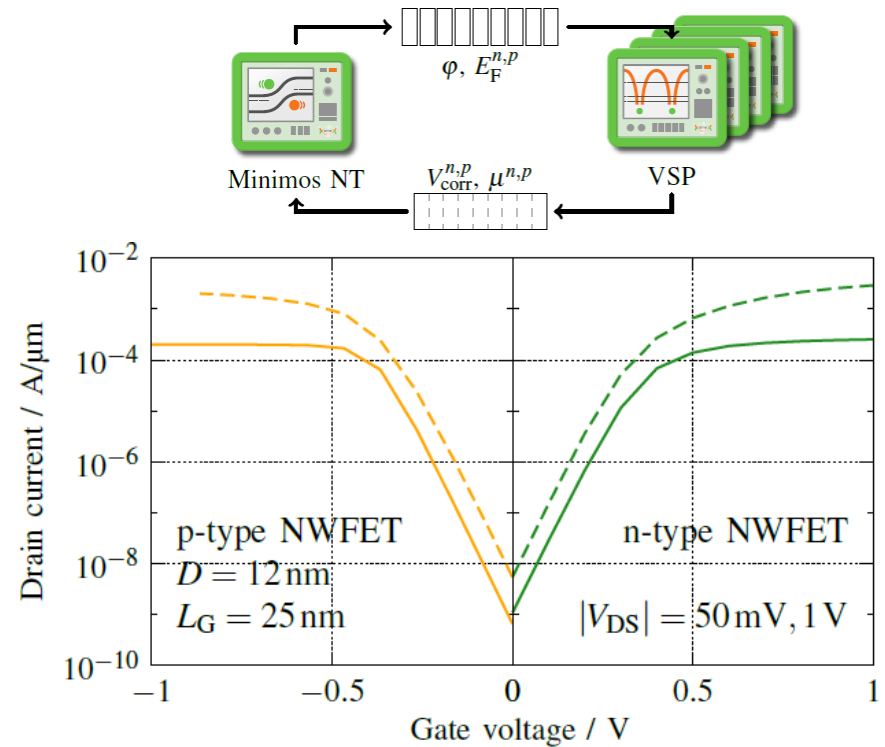 φ, E_F^{n,p}
Minimos NT
V_corr^{n,p}, μ^{n,p}
VSP
Drain current / A/μm
10^−2
10^−4
10^−6
10^−8
10^−10
p-type NWFET
D = 12 nm
L_G = 25 nm
n-type NWFET
|V_DS| = 50 mV, 1 V
−1
−0.5
0
0.5
1
Gate voltage / V